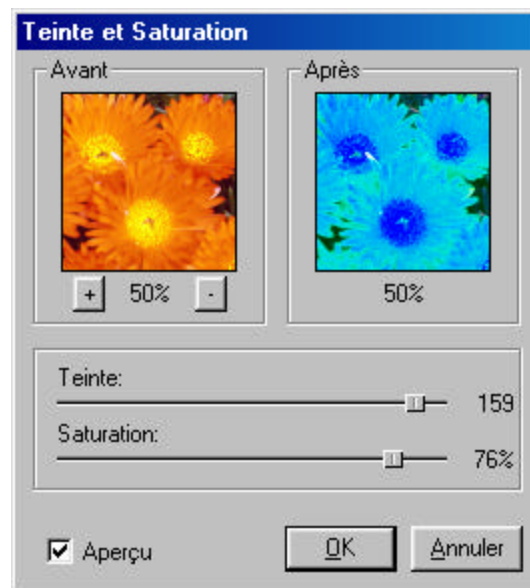 Teinte et Saturation
Avant
Après
+ 50% -
50%
Teinte:
159
Saturation:
76%
Aperçu
OK
Annuler